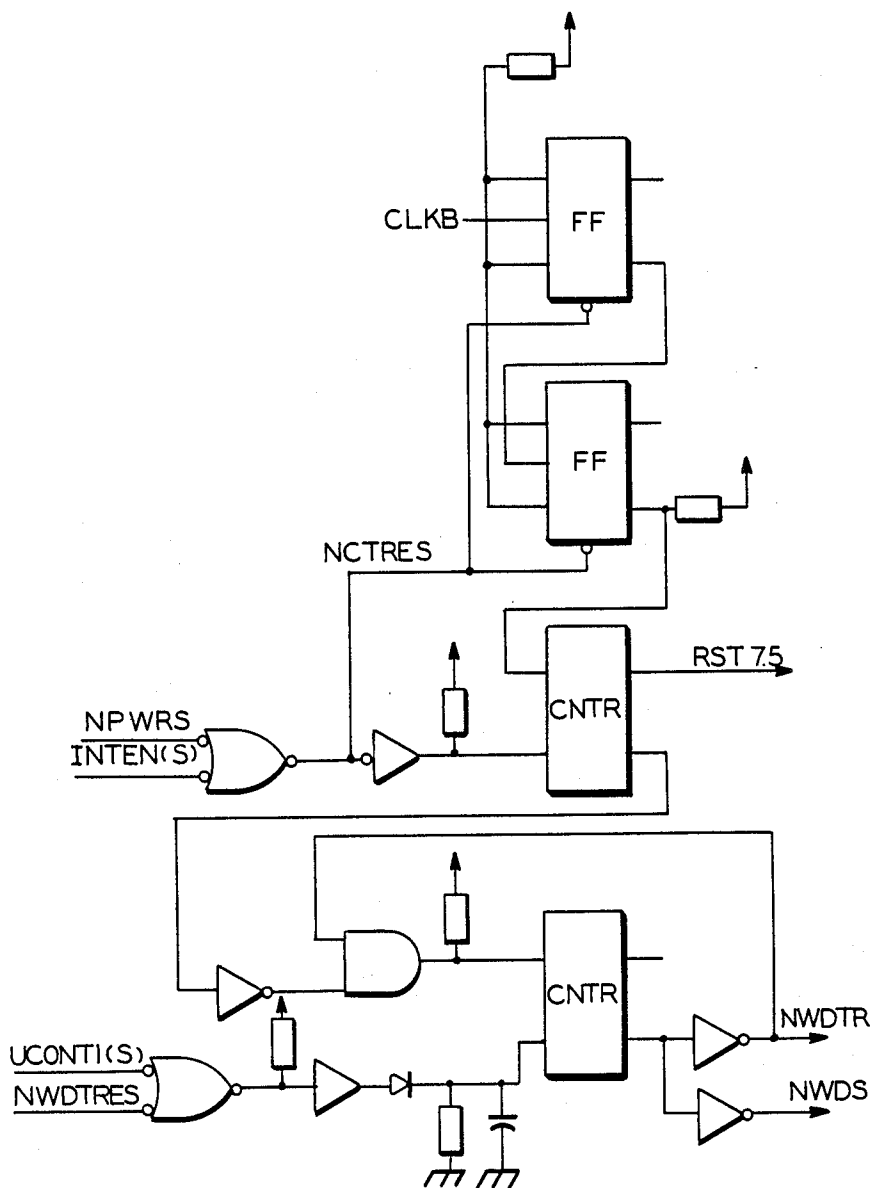 CLKB
FF
FF
NCTRES
RST 7.5
CNTR
NPWRS
INTEN(S)
CNTR
NWDTR
UCONTI(S)
NWDTRES
NWDS